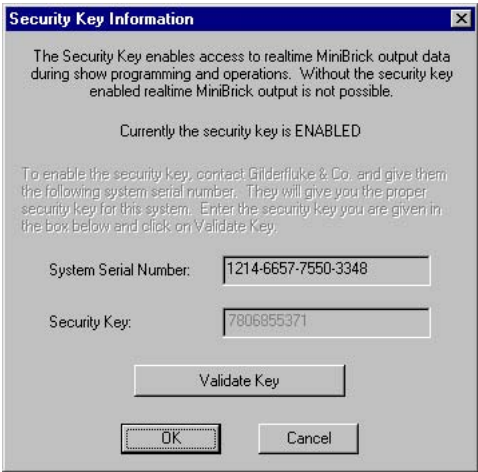 Security Key Information
The Security Key enables access to realtime MiniBrick output data
during show programming and operations. Without the security key
enabled realtime MiniBrick output is not possible.
Currently the security key is ENABLED
To enable the security key, contact Gilderfluke & Co. and give them
the following system serial number. They will give you the proper
security key for this system. Enter the security key you are given in
the box below and click on Validate Key.
System Serial Number: 1214-6657-7550-3348
Security Key: 7806855371
Validate Key
OK Cancel